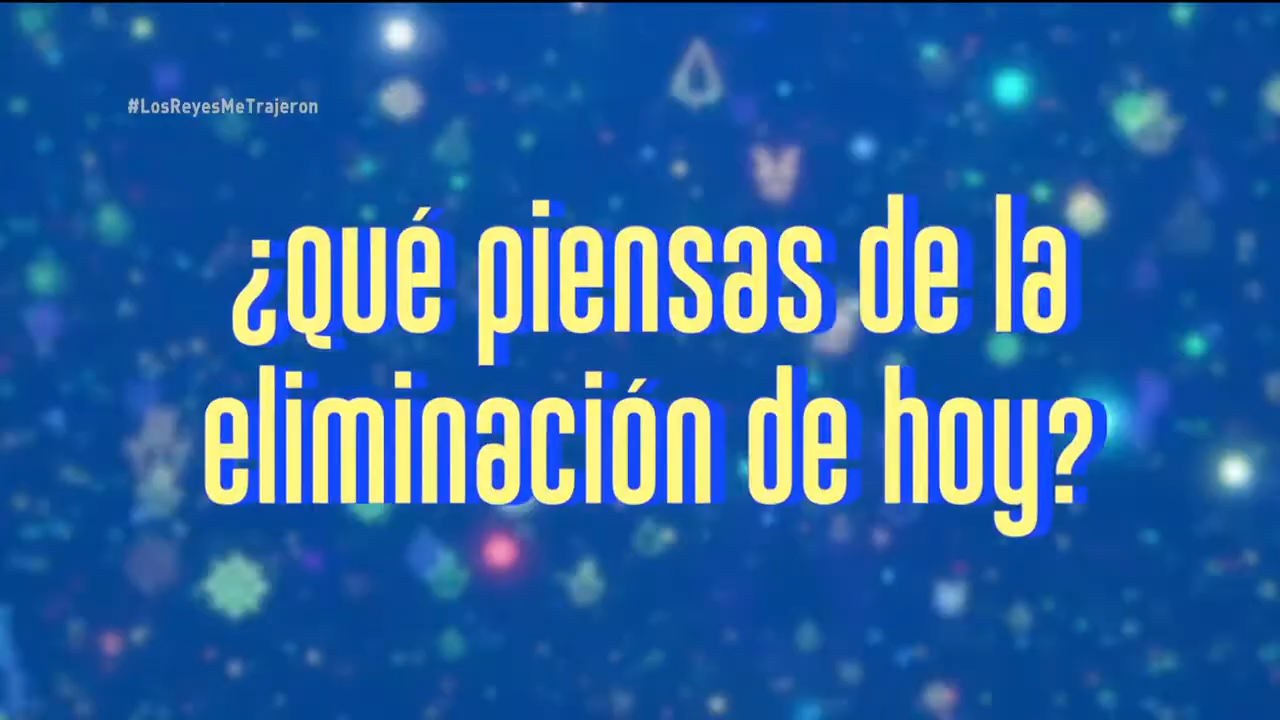 #LosReyesMeTrajeron
¿qué piensas de la
eliminación de hoy?